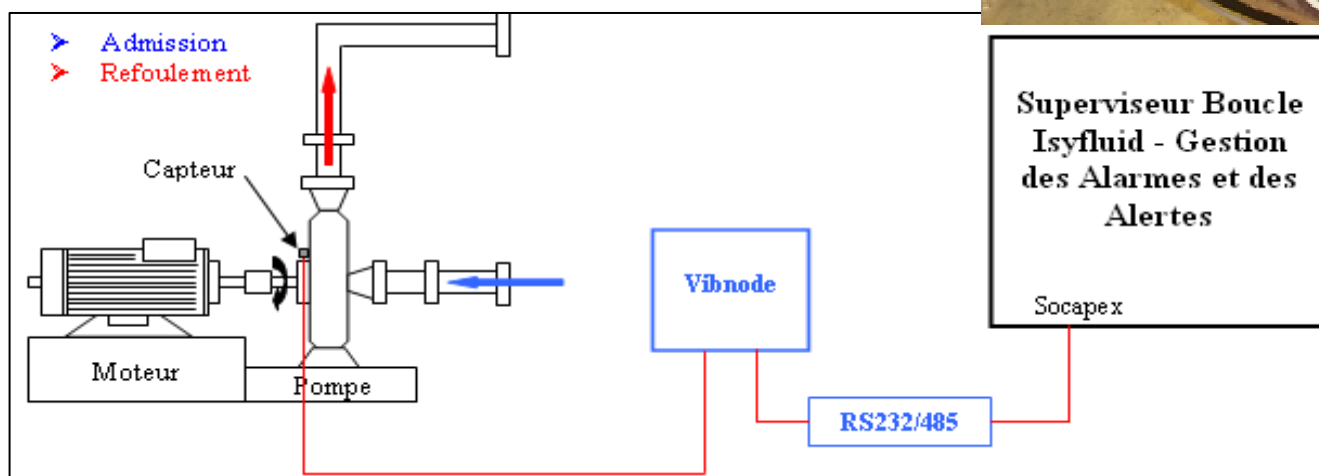 Admission
Refoulement
Capteur
Moteur
Pompe
Vibnode
RS232/485
Superviseur Boucle
Isyfluid - Gestion
des Alarmes et des
Alertes
Socapex